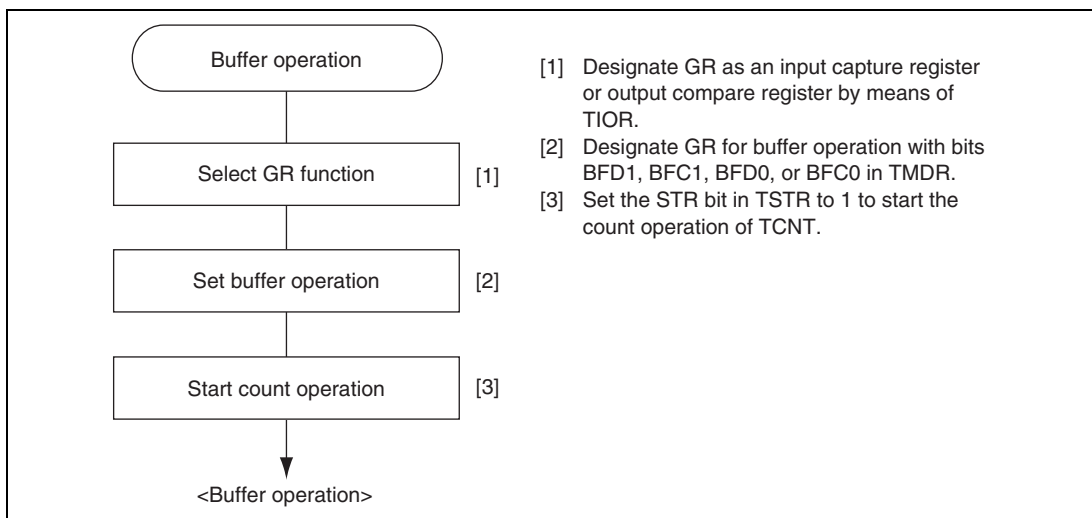 Buffer operation
Select GR function
[1]
Set buffer operation
[2]
Start count operation
[3]
<Buffer operation>
[1] Designate GR as an input capture register
or output compare register by means of
TIOR.
[2] Designate GR for buffer operation with bits
BFD1, BFC1, BFD0, or BFC0 in TMDR.
[3] Set the STR bit in TSTR to 1 to start the
count operation of TCNT.